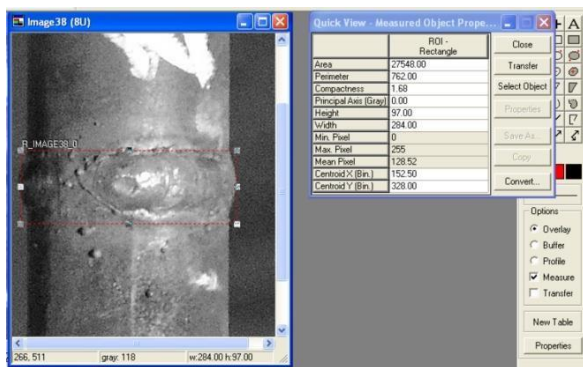 Image38 (8U)
R_IMAGE38!0
266, 511 gray: 118 w:284.00 h:97.00
Quick View - Measured Object Prope...
ROI -
Rectangle
Area 27548.00
Perimeter 762.00
Compactness 1.68
Principal Axis (Gray) 0.00
Height 97.00
Width 284.00
Min. Pixel 0
Max. Pixel 255
Mean Pixel 128.52
Centroid X (Bin.) 152.50
Centroid Y (Bin.) 328.00
Close
Transfer
Select Object
Properties
Save As...
Copy
Convert...
A
Options
Overlay
Buffer
Profile
Measure
Transfer
New Table
Properties